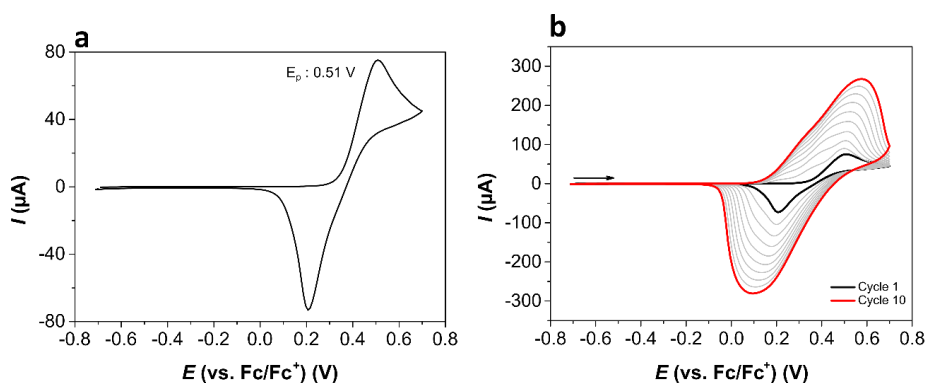 a
80
40
0
-40
-80
I (µA)
Eₚ : 0.51 V
-0.8 -0.6 -0.4 -0.2 0.0 0.2 0.4 0.6 0.8
E (vs. Fc/Fc⁺) (V)
b
300
200
100
0
-100
-200
-300
I (µA)
Cycle 1
Cycle 10
-0.8 -0.6 -0.4 -0.2 0.0 0.2 0.4 0.6 0.8
E (vs. Fc/Fc⁺) (V)